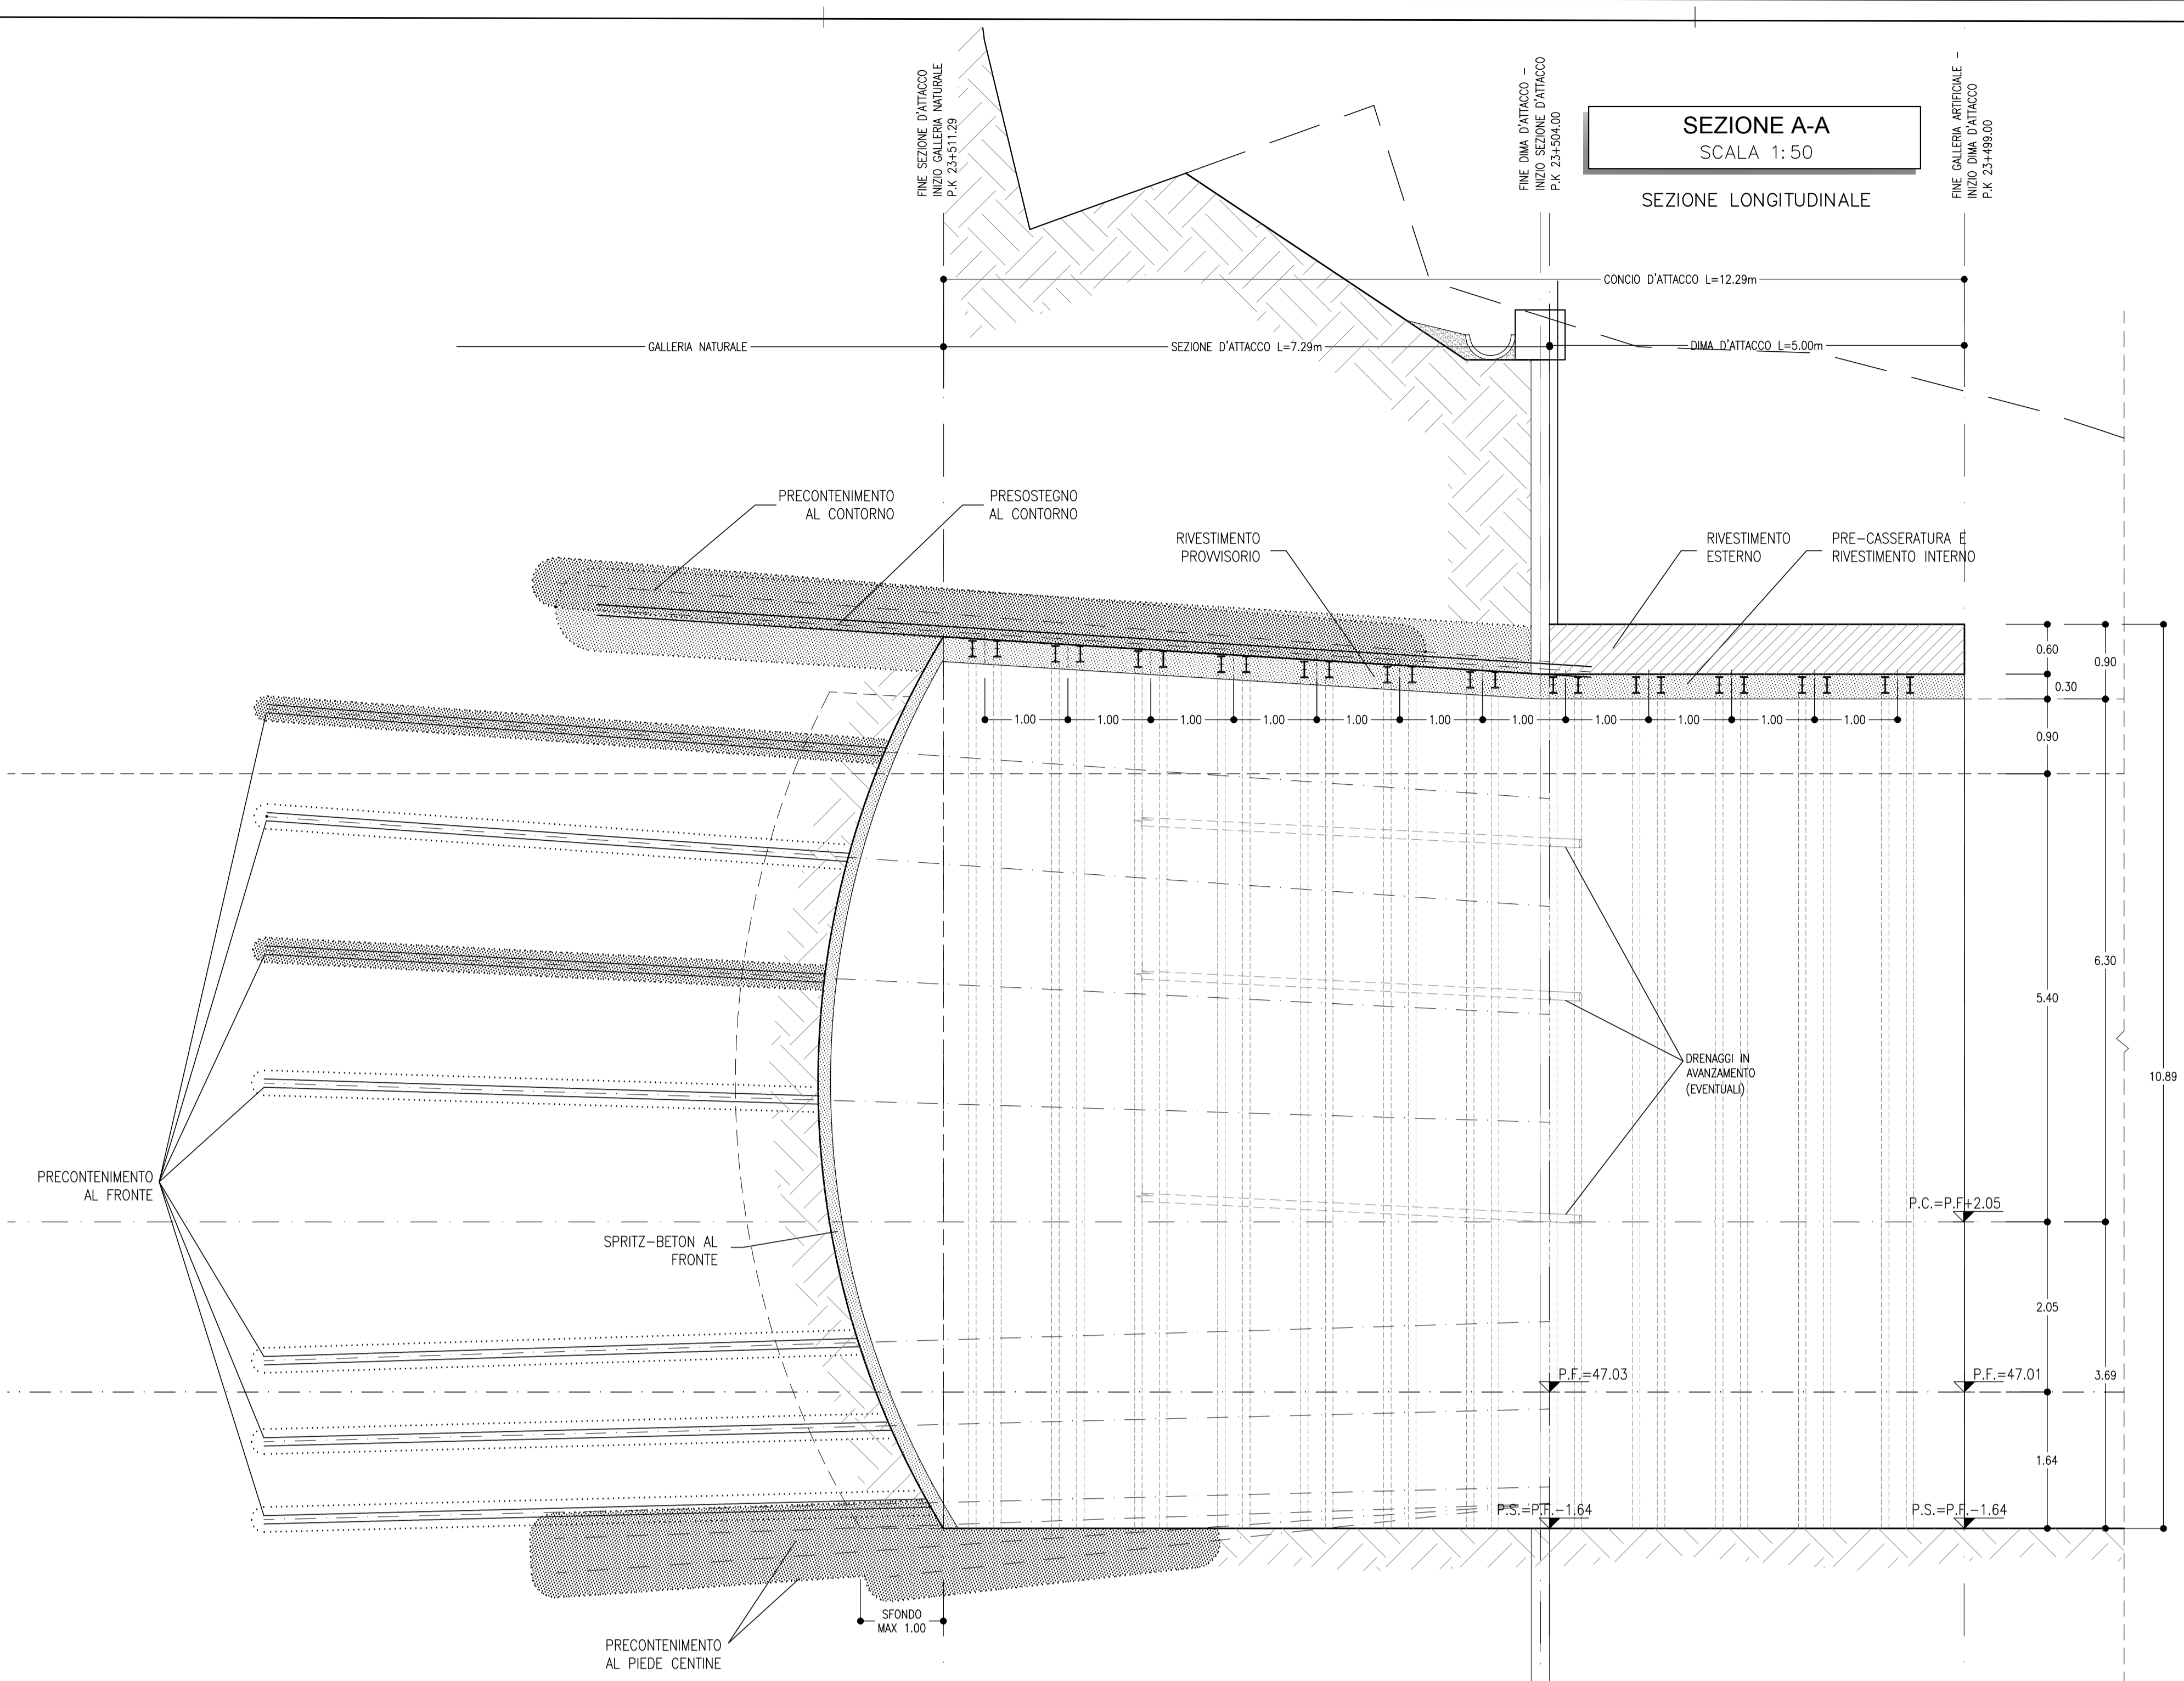 FINE SEZIONE D'ATTACCO
INIZIO GALLERIA NATURALE
P.K 23+511.29
FINE DIMA D'ATTACCO –
INIZIO SEZIONE D'ATTACCO
P.K 23+504.00
SEZIONE A-A
SCALA 1:50
SEZIONE LONGITUDINALE
FINE GALLERIA ARTIFICIALE –
INIZIO DIMA D'ATTACCO
P.K 23+499.00
CONCIO D'ATTACCO L=12.29m
GALLERIA NATURALE
SEZIONE D'ATTACCO L=7.29m
DIMA D'ATTACCO L=5.00m
PRECONTENIMENTO
AL CONTORNO
PRESOSTEGNO
AL CONTORNO
RIVESTIMENTO
PROVVISORIO
RIVESTIMENTO
ESTERNO
PRE-CASSERATURA E
RIVESTIMENTO INTERNO
0.60
0.90
0.30
1.00
1.00
1.00
1.00
1.00
1.00
1.00
1.00
1.00
1.00
1.00
0.90
6.30
5.40
DRENAGGI IN
AVANZAMENTO
(EVENTUALI)
10.89
PRECONTENIMENTO
AL FRONTE
P.C.=P.F+2.05
SPRITZ-BETON AL
FRONTE
2.05
P.F.=47.03
P.F.=47.01
3.69
1.64
P.S.=P.F.-1.64
P.S.=P.F.-1.64
SFONDO
MAX 1.00
PRECONTENIMENTO
AL PIEDE CENTINE